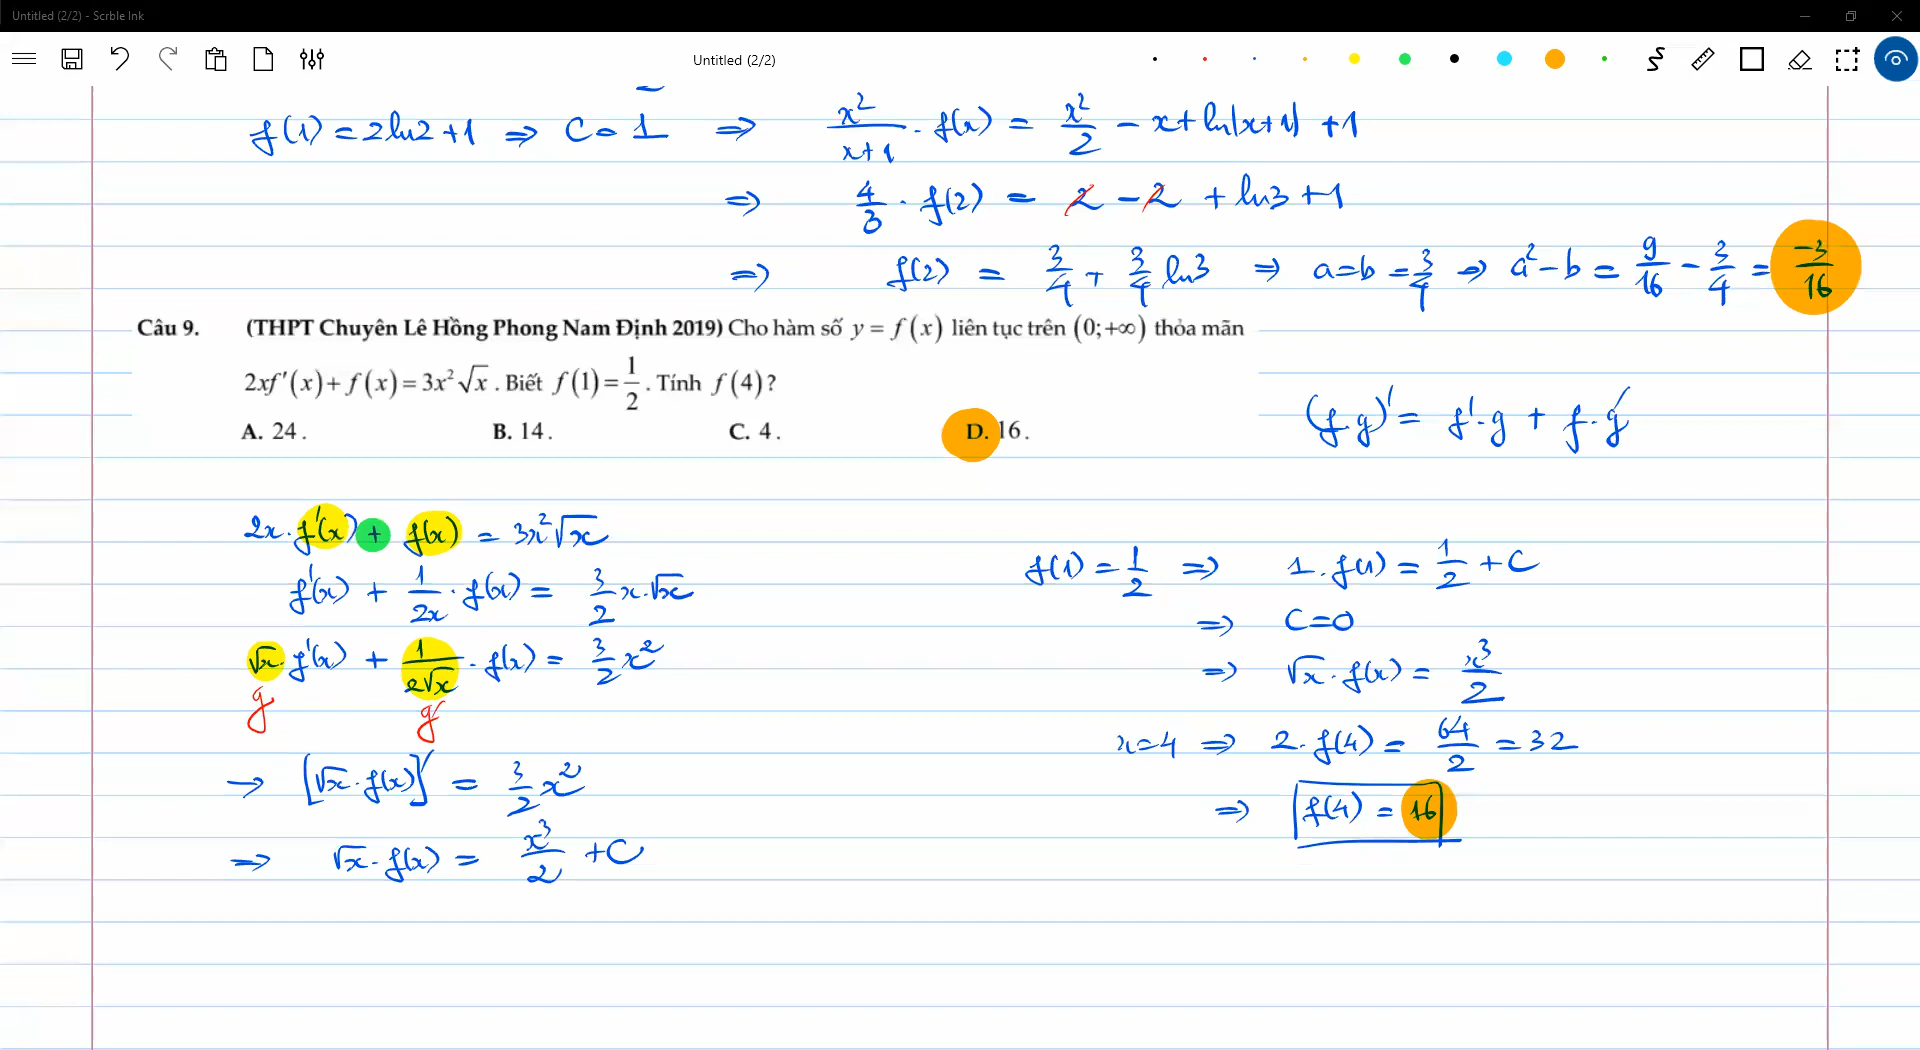 Untitled (2/2) - Scrble Ink
Untitled (2/2)
f(1) = 2ln2 + 1 ⇒ C = 1 ⇒ x²/(x+1) · f(x) = x²/2 − x + ln|x+1| + 1
⇒ 4/3 · f(2) = 2 − 2 + ln3 + 1
⇒ f(2) = 3/4 + 3/4 ln3 ⇒ a = b = 3/4 ⇒ a² − b = 9/16 − 3/4 = −3/16
Câu 9. (THPT Chuyên Lê Hồng Phong Nam Định 2019) Cho hàm số y = f(x) liên tục trên (0; +∞) thỏa mãn
2xf'(x) + f(x) = 3x²√x. Biết f(1) = 1/2. Tính f(4)?
A. 24. B. 14. C. 4. D. 16.
(f.g)' = f'.g + f.g'
2x.f'(x) + f(x) = 3x²√x
f'(x) + 1/(2x) · f(x) = 3/2 x.√x
√x. f'(x) + 1/(2√x) · f(x) = 3/2 x²
g g'
→ [√x · f(x)]' = 3/2 x²
⇒ √x · f(x) = x³/2 + C
f(1) = 1/2 ⇒ 1. f(1) = 1/2 + C
⇒ C = 0
⇒ √x · f(x) = x³/2
x = 4 ⇒ 2. f(4) = 64/2 = 32
⇒ f(4) = 16